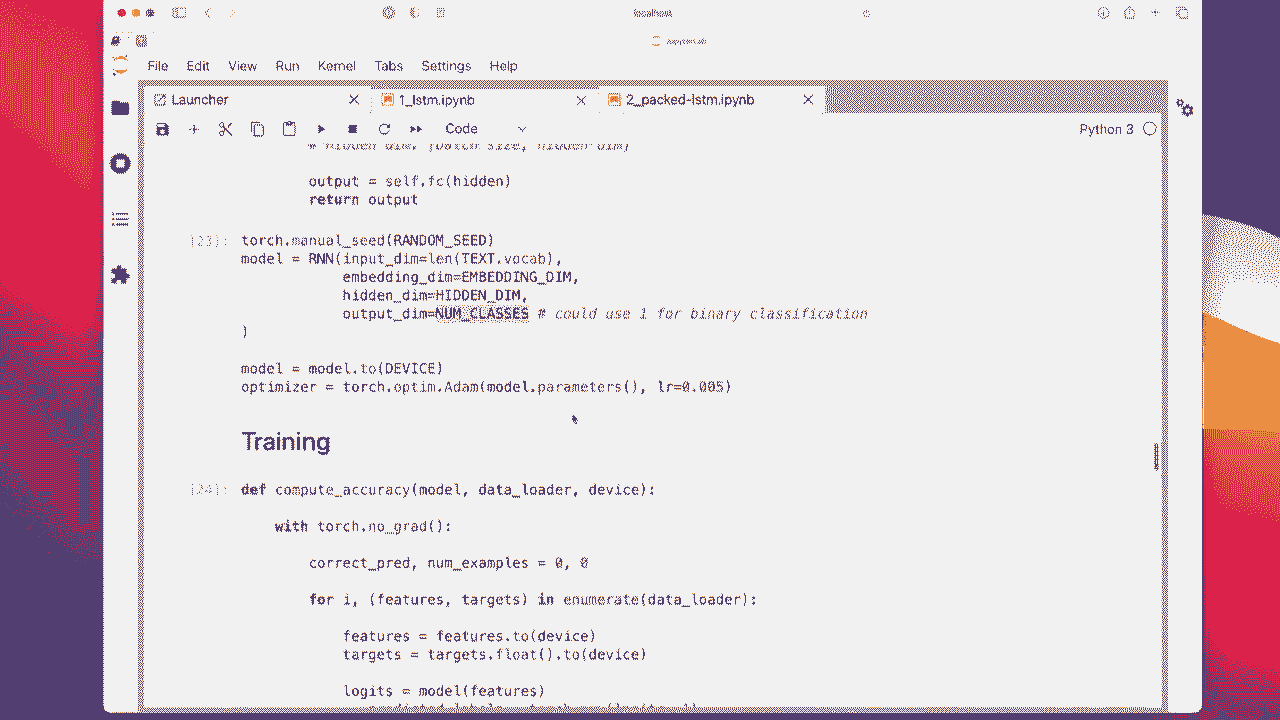 localhost
JupyterLab
File Edit View Run Kernel Tabs Settings Help
Launcher 1_lstm.ipynb 2_packed-lstm.ipynb
Code Python 3
# hidden dim: [batch size, hidden dim]
output = self.fc(hidden)
return output
[23]: torch.manual_seed(RANDOM_SEED)
model = RNN(input_dim=len(TEXT.vocab),
embedding_dim=EMBEDDING_DIM,
hidden_dim=HIDDEN_DIM,
output_dim=NUM_CLASSES # could use 1 for binary classification
)
model = model.to(DEVICE)
optimizer = torch.optim.Adam(model.parameters(), lr=0.005)
Training
[24]: def compute_accuracy(model, data_loader, device):
with torch.no_grad():
correct_pred, num_examples = 0, 0
for i, (features, targets) in enumerate(data_loader):
features = features.to(device)
targets = targets.float().to(device)
logits = model(features)